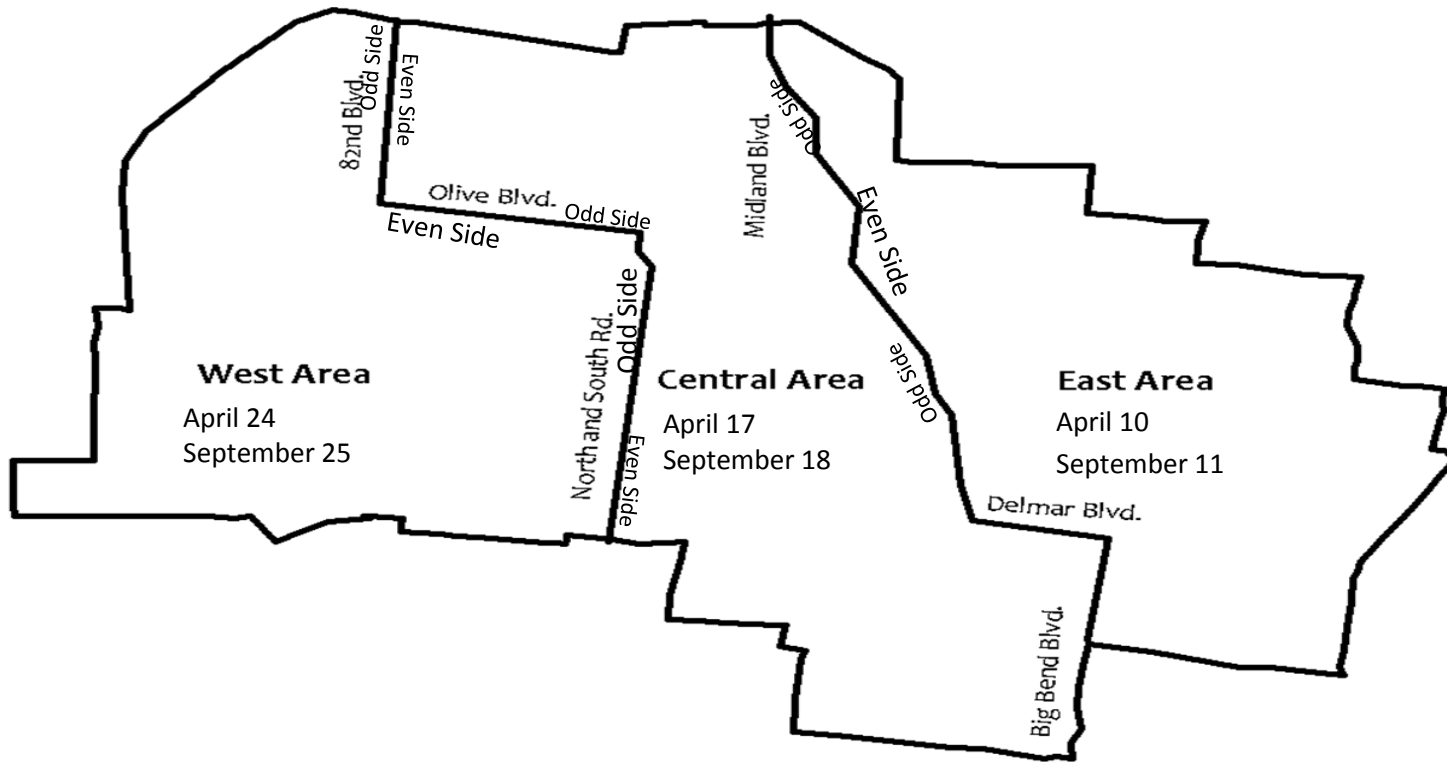 Odd Side
82nd Blvd.
Even Side
Olive Blvd.
Odd Side
Even Side
Odd Side
Midland Blvd.
Even Side
Odd Side
North and South Rd.
Odd Side
Even Side
West Area
April 24
September 25
Central Area
April 17
September 18
East Area
April 10
September 11
Delmar Blvd.
Big Bend Blvd.